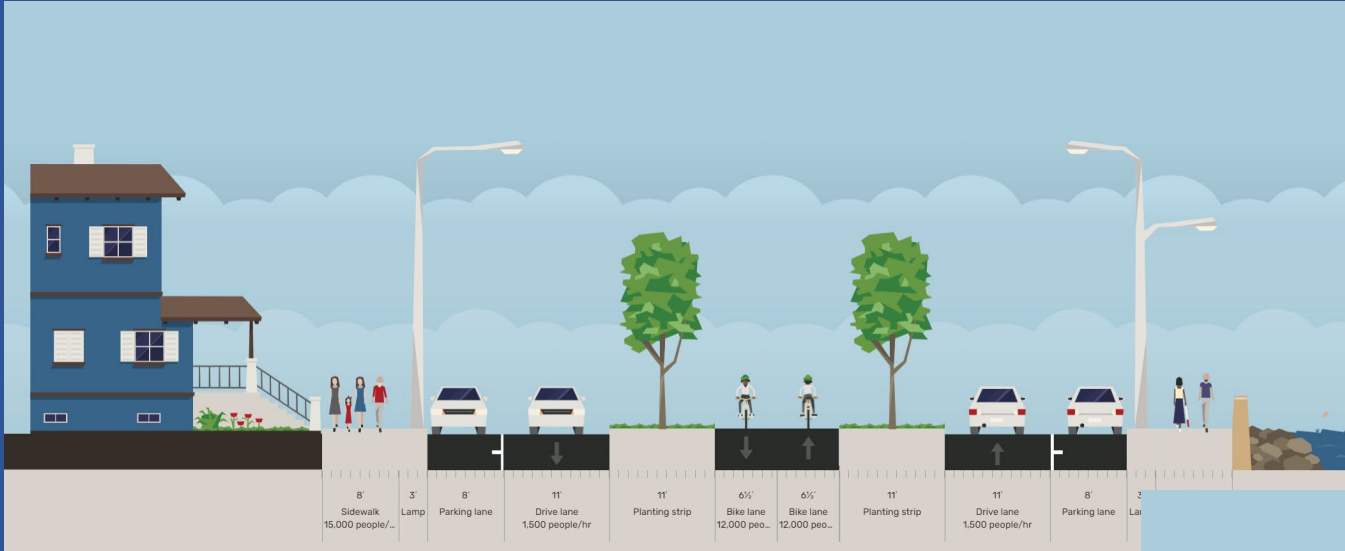 8′
Sidewalk
15,000 people/...
3′
Lamp
8′
Parking lane
11′
Drive lane
1,500 people/hr
11′
Planting strip
6½′
Bike lane
12,000 peo...
6½′
Bike lane
12,000 peo...
11′
Planting strip
11′
Drive lane
1,500 people/hr
8′
Parking lane